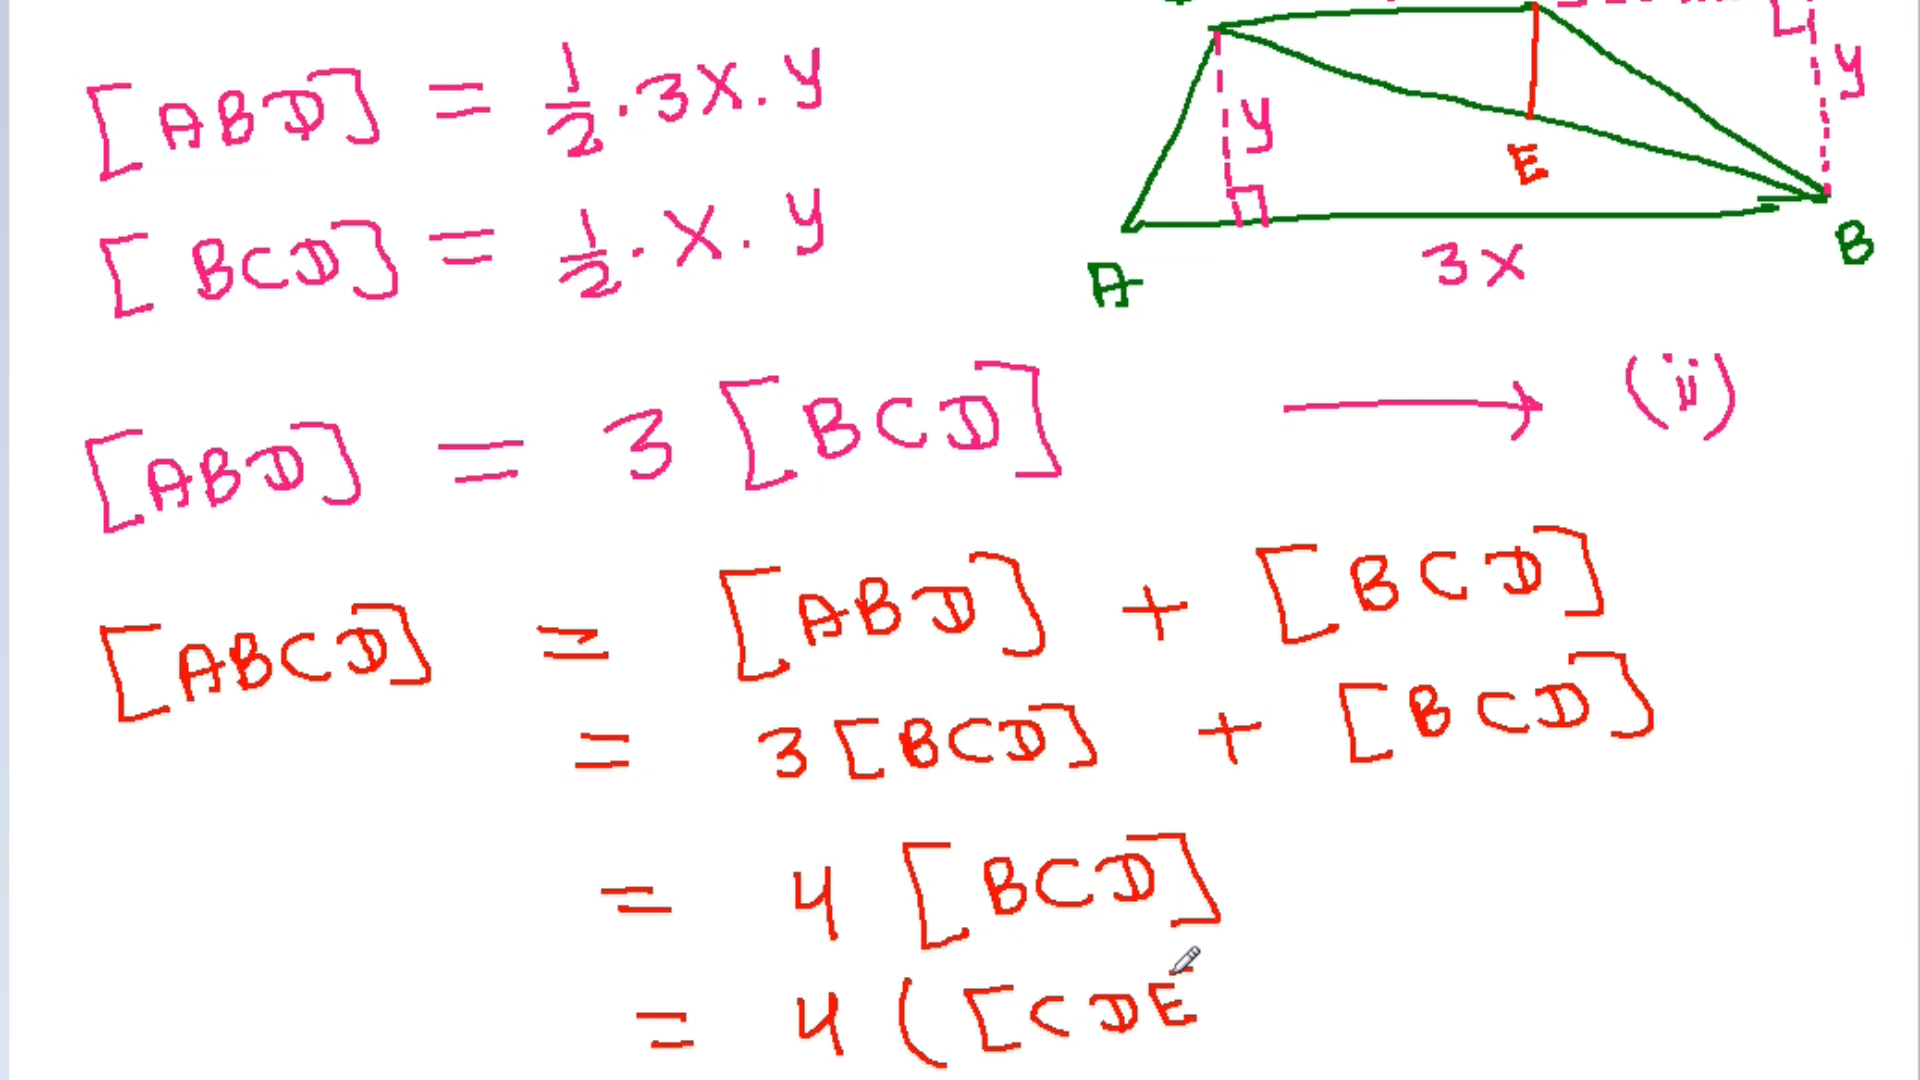 [ABD] = 1/2 · 3x · y
[BCD] = 1/2 · x · y
[ABD] = 3 [BCD] → (ii)
[ABCD] = [ABD] + [BCD]
= 3 [BCD] + [BCD]
= 4 [BCD]
= 4 ( [CDE
y
y
E
A
3x
B